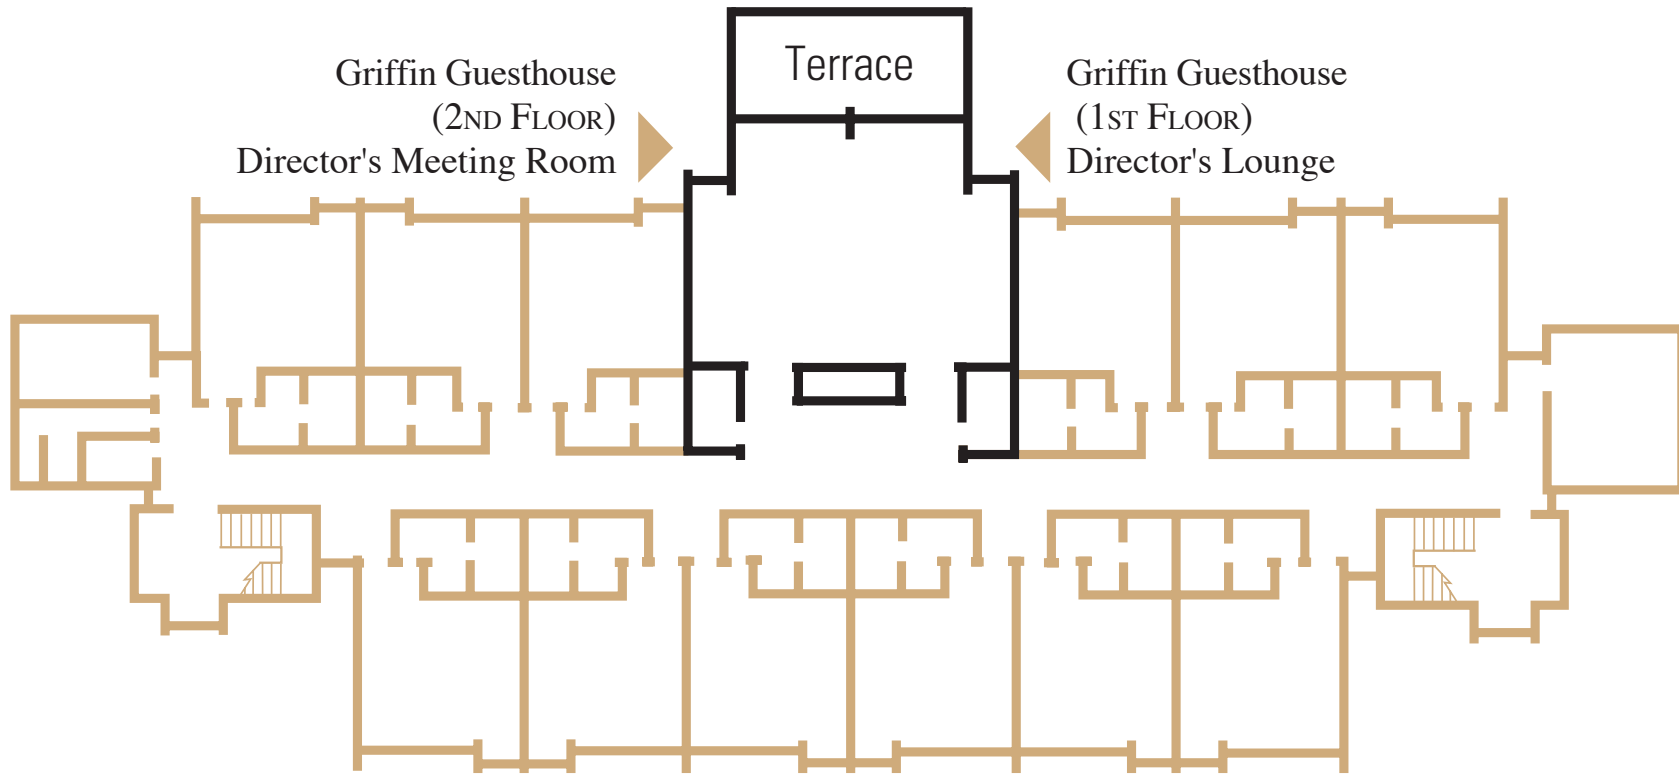 Terrace
Griffin Guesthouse
(2ND FLOOR)
Director's Meeting Room
Griffin Guesthouse
(1ST FLOOR)
Director's Lounge